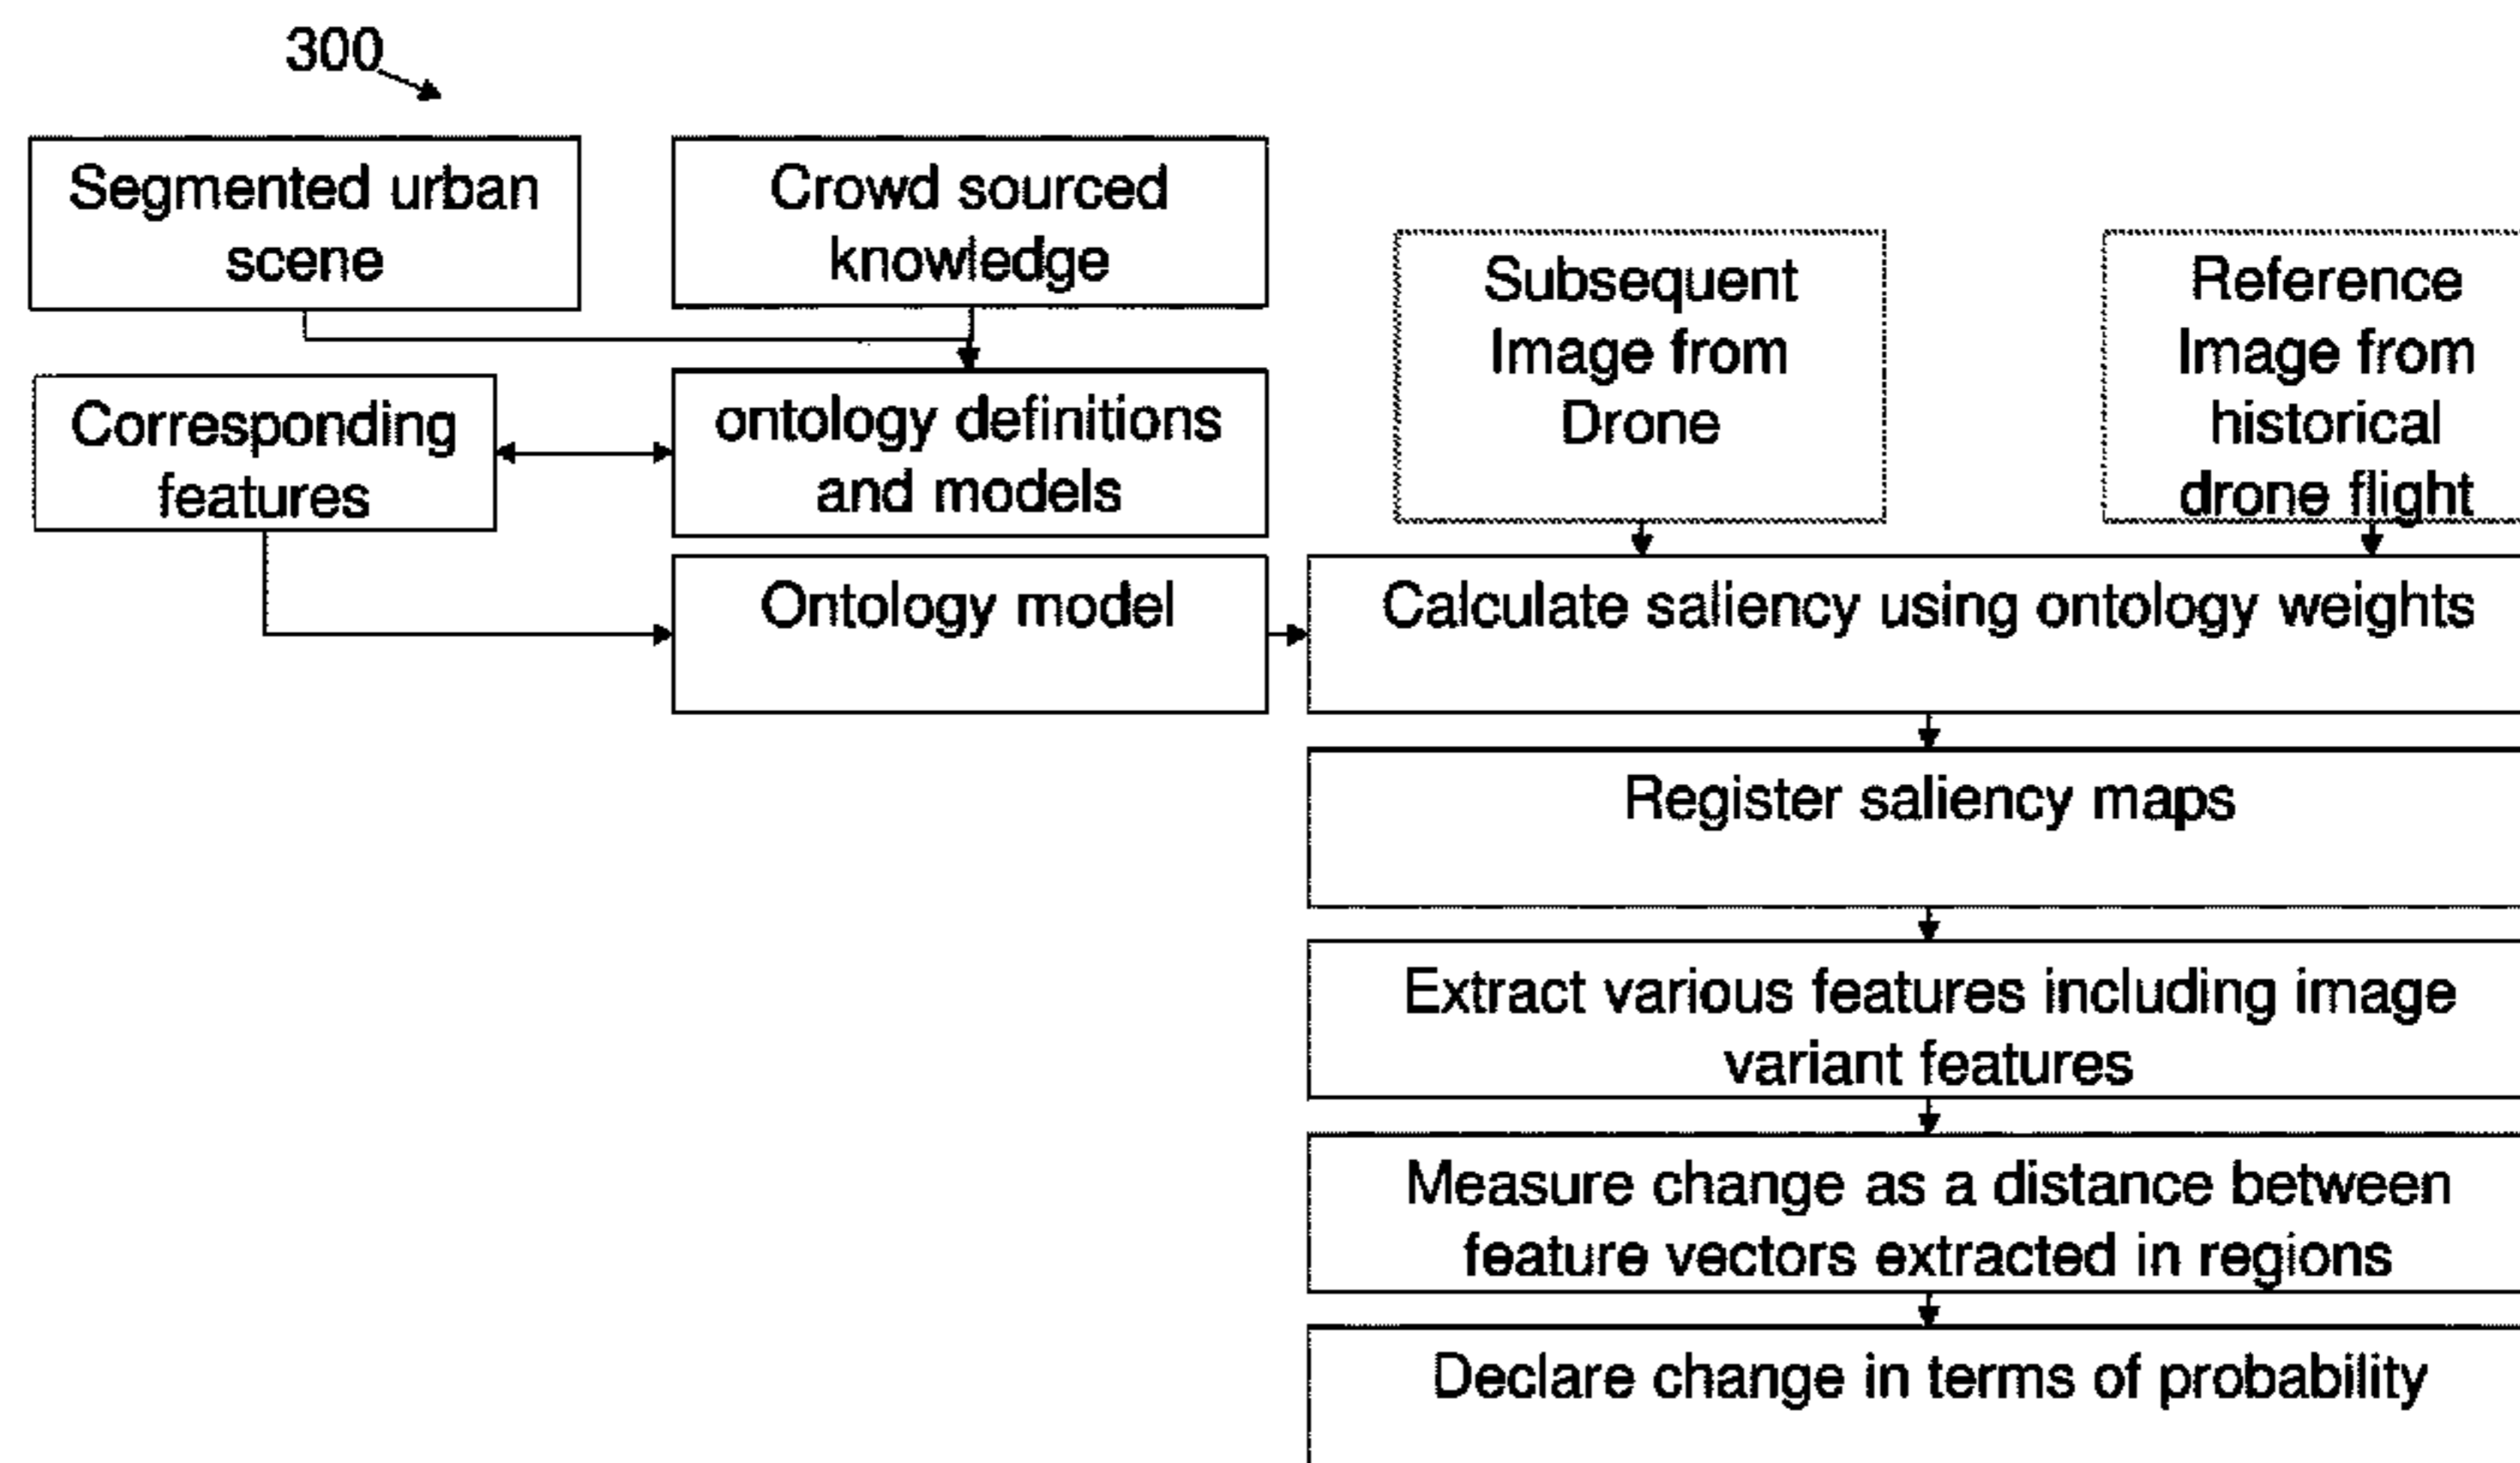 300
Segmented urban
scene
Crowd sourced
knowledge
Corresponding
features
ontology definitions
and models
Ontology model
Subsequent
Image from
Drone
Reference
Image from
historical
drone flight
Calculate saliency using ontology weights
Register saliency maps
Extract various features including image
variant features
Measure change as a distance between
feature vectors extracted in regions
Declare change in terms of probability